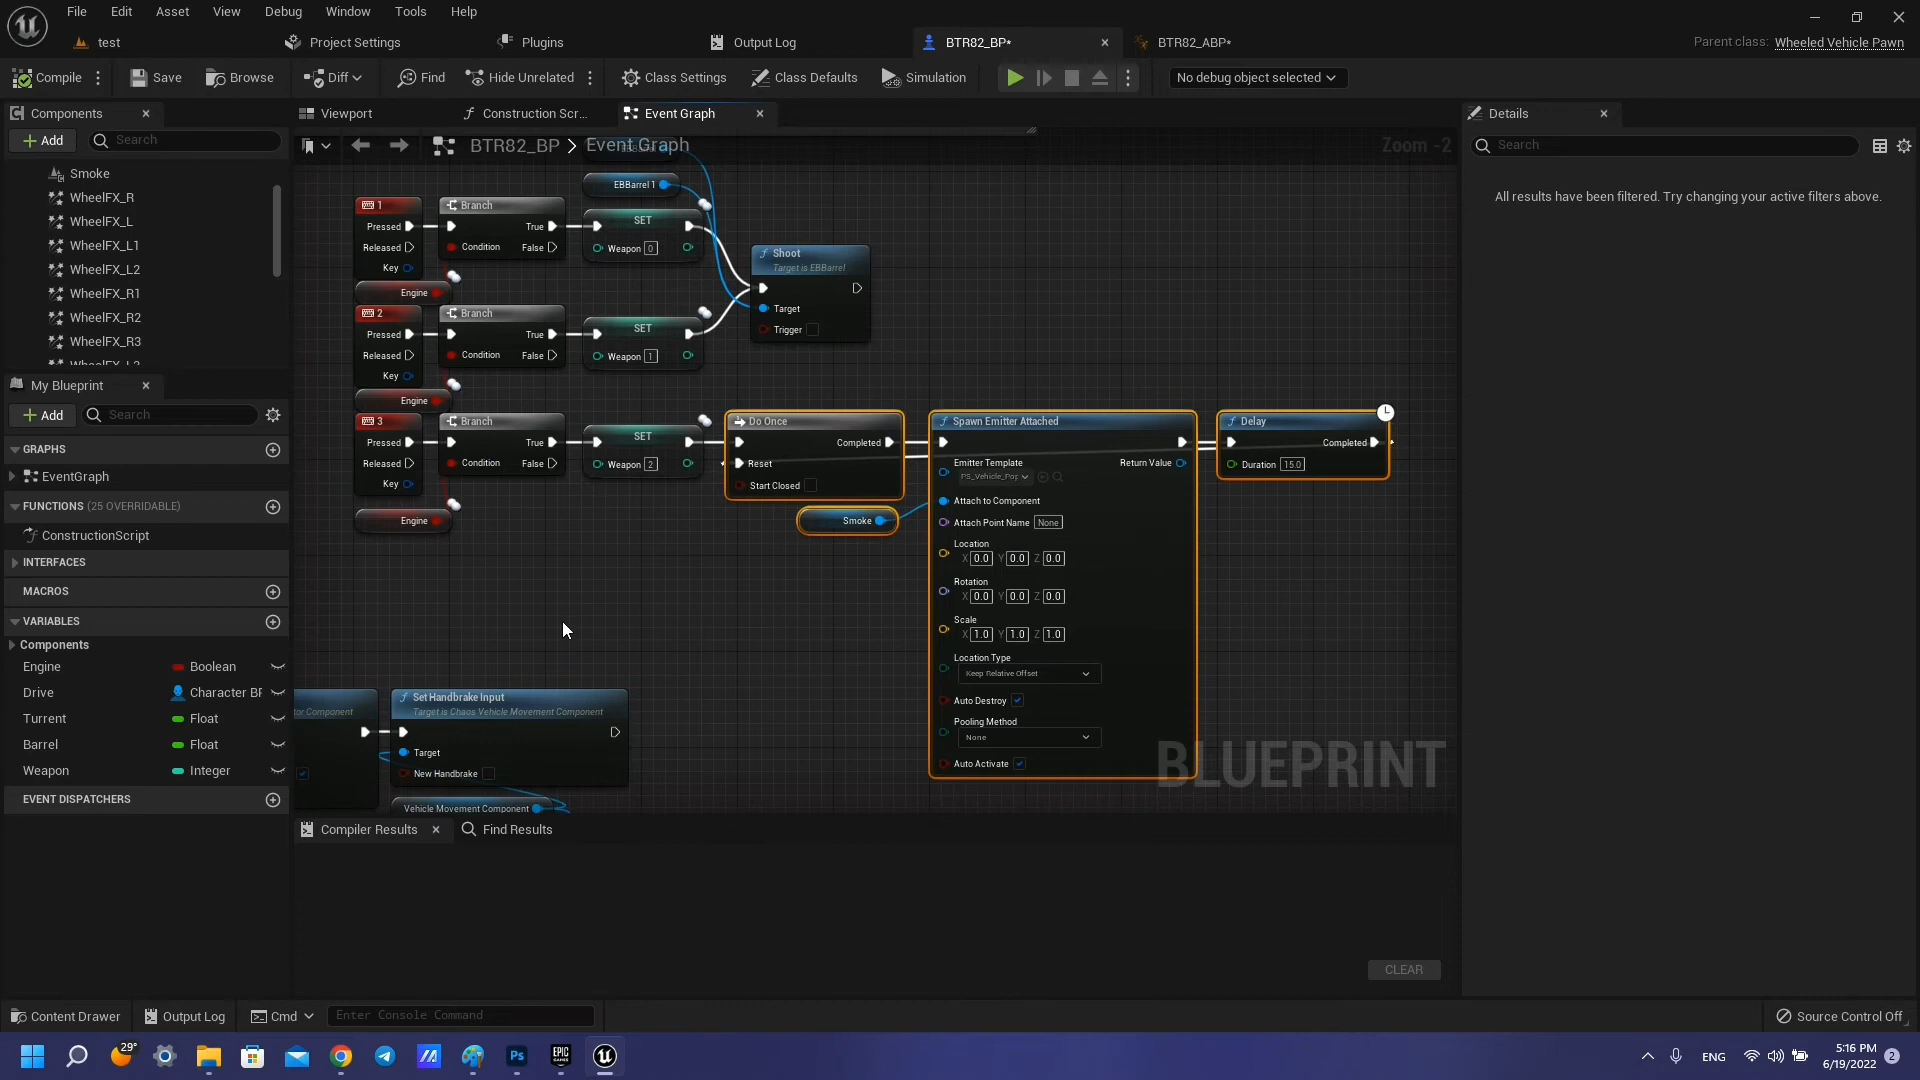 File Edit Asset View Debug Window Tools Help
test Project Settings Plugins Output Log BTR82_BP* BTR82_ABP* Parent class: Wheeled Vehicle Pawn
Compile Save Browse Diff Find Hide Unrelated Class Settings Class Defaults Simulation No debug object selected
Components Viewport Construction Scr... Event Graph Details
Add Search BTR82_BP > Event Graph Zoom -2 Search
Smoke
WheelFX_R
WheelFX_L
WheelFX_L1
WheelFX_L2
WheelFX_R1
WheelFX_R2
WheelFX_R3
All results have been filtered. Try changing your active filters above.
My Blueprint
Add Search
GRAPHS
EventGraph
FUNCTIONS (25 OVERRIDABLE)
ConstructionScript
INTERFACES
MACROS
VARIABLES
Components
Engine Boolean
Drive Character BP
Turrent Float
Barrel Float
Weapon Integer
EVENT DISPATCHERS
EBBarrel 1
1 Branch SET
Pressed True
Released Condition False Weapon 0
Key
Engine
Shoot
Target is EBBarrel
Target
Trigger
2 Branch SET
Pressed True
Released Condition False Weapon 1
Key
Engine
3 Branch SET
Pressed True
Released Condition False Weapon 2
Key
Engine
Do Once
Completed
Reset
Start Closed
Smoke
Spawn Emitter Attached
Emitter Template Return Value
PS_Vehicle_Pop
Attach to Component
Attach Point Name None
Location
X 0.0 Y 0.0 Z 0.0
Rotation
X 0.0 Y 0.0 Z 0.0
Scale
X 1.0 Y 1.0 Z 1.0
Location Type
Keep Relative Offset
Auto Destroy
Pooling Method
None
Auto Activate
Delay
Completed
Duration 15.0
tor Component
Set Handbrake Input
Target is Chaos Vehicle Movement Component
Target
New Handbrake
Vehicle Movement Component
BLUEPRINT
Compiler Results Find Results
CLEAR
Content Drawer Output Log Cmd Enter Console Command Source Control Off
29° Ps EPIC GAMES ENG 5:16 PM
6/19/2022 2